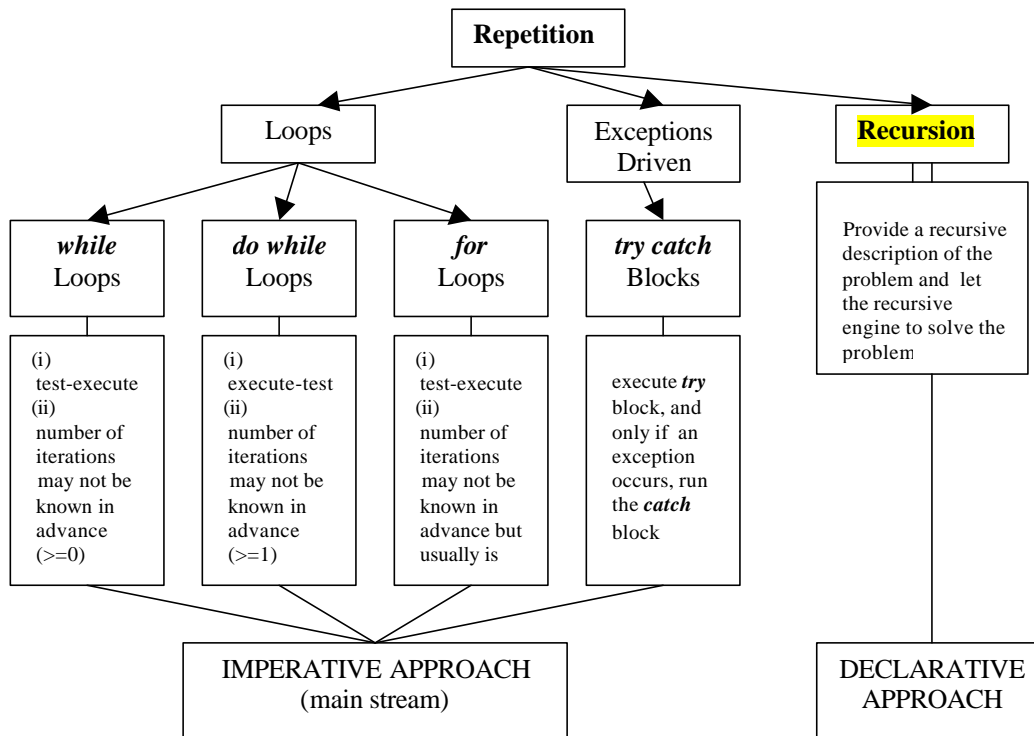 Repetition
Loops
Exceptions
Driven
Recursion
while
Loops
do while
Loops
for
Loops
try catch
Blocks
Provide a recursive
description of the
problem and let
the recursive
engine to solve the
problem
(i)
test-execute
(ii)
number of
iterations
may not be
known in
advance
(>=0)
(i)
execute-test
(ii)
number of
iterations
may not be
known in
advance
(>=1)
(i)
test-execute
(ii)
number of
iterations
may not be
known in
advance but
usually is
execute try
block, and
only if an
exception
occurs, run
the catch
block
IMPERATIVE APPROACH
(main stream)
DECLARATIVE
APPROACH